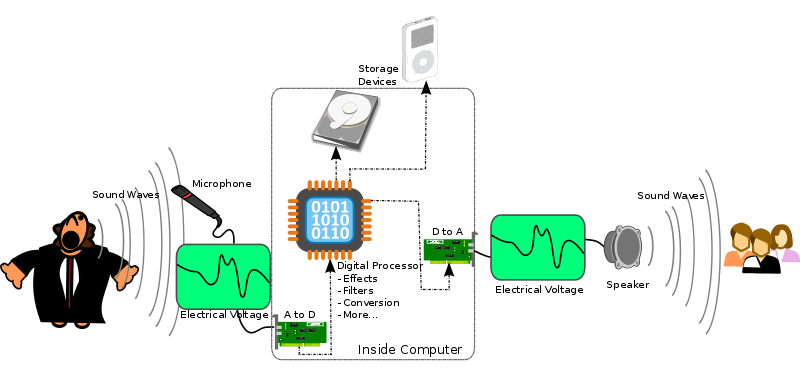 Storage
Devices
Sound Waves
Microphone
0101
1010
0110
Sound Waves
D to A
Digital Processor
- Effects
- Filters
- Conversion
- More...
Electrical Voltage
Speaker
Electrical Voltage
A to D
Inside Computer